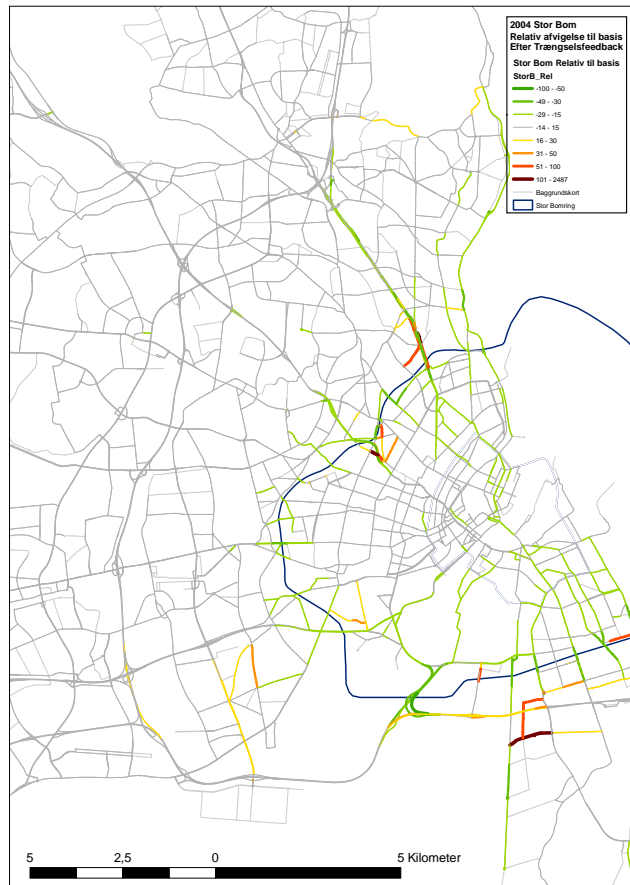 2004 Stor Bom
Relativ afvigelse til basis
Efter Trængselsfeedback
Stor Bom Relativ til basis
StorB_Rel
-100 - -50
-49 - -30
-29 - -15
-14 - 15
16 - 30
31 - 50
51 - 100
101 - 2487
Baggrundskort
Stor Bomring
5 2,5 0 5 Kilometer